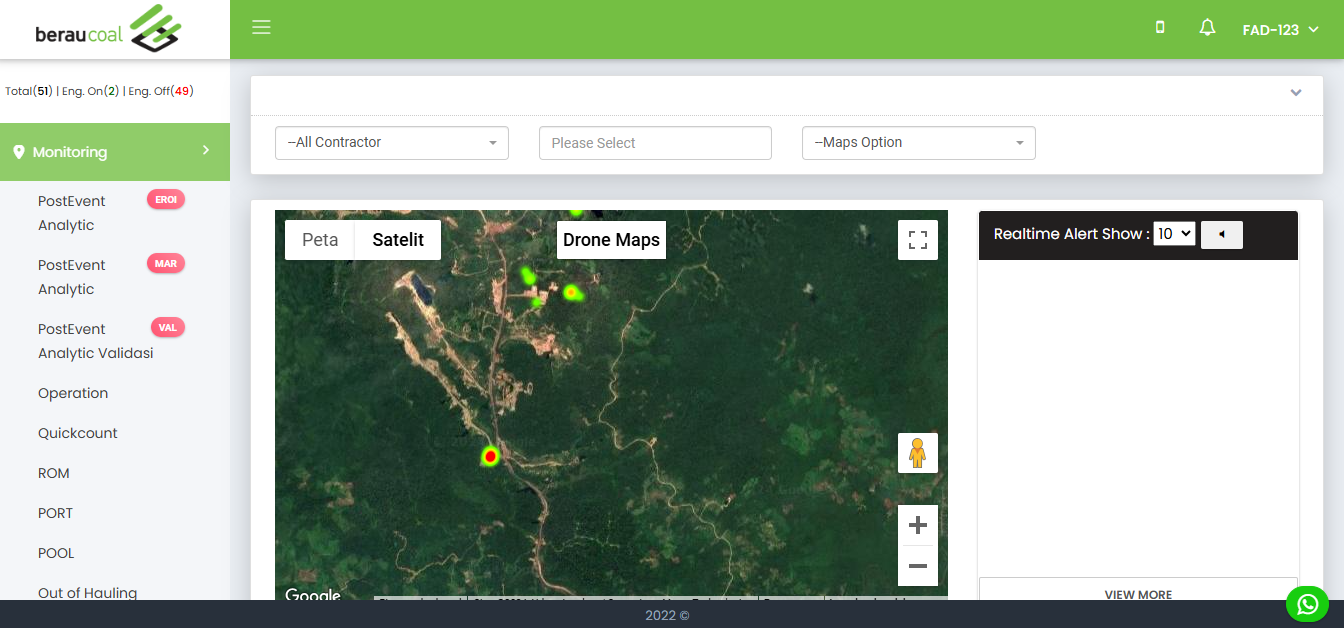 beraucoal
FAD-123
Total(51) | Eng. On(2) | Eng. Off(49)
Monitoring
PostEvent EROI
Analytic
PostEvent MAR
Analytic
PostEvent VAL
Analytic Validasi
Operation
Quickcount
ROM
PORT
POOL
Out of Hauling
--All Contractor
Please Select
--Maps Option
Peta
Satelit
Drone Maps
Google
Realtime Alert Show : 10
VIEW MORE
2022 ©